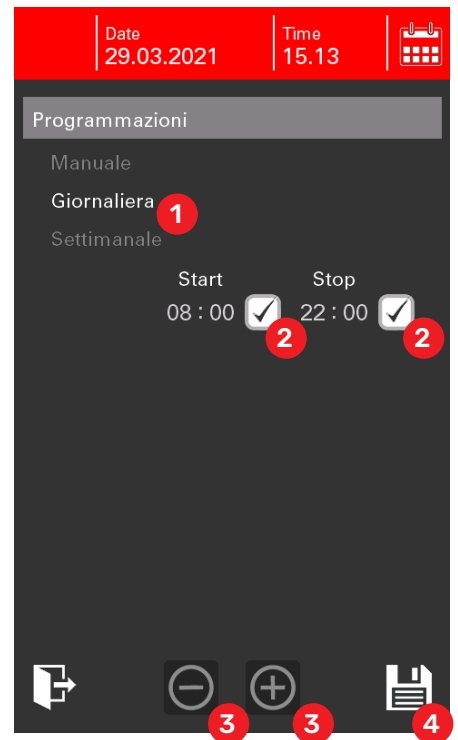 Date
29.03.2021
Time
15.13
Programmazioni
Manuale
Giornaliera
1
Settimanale
Start Stop
08 : 00 22 : 00
2 2
3 3 4